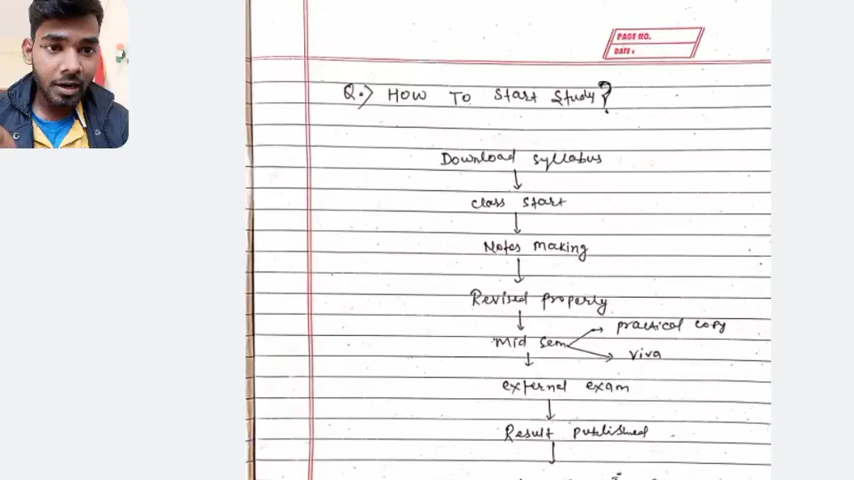 PAGE NO.
DATE:
Q.> HOW TO Start Study?
Download syllabus
class start
Notes making
Revised property
Mid sem
practical copy
viva
external exam
Result published